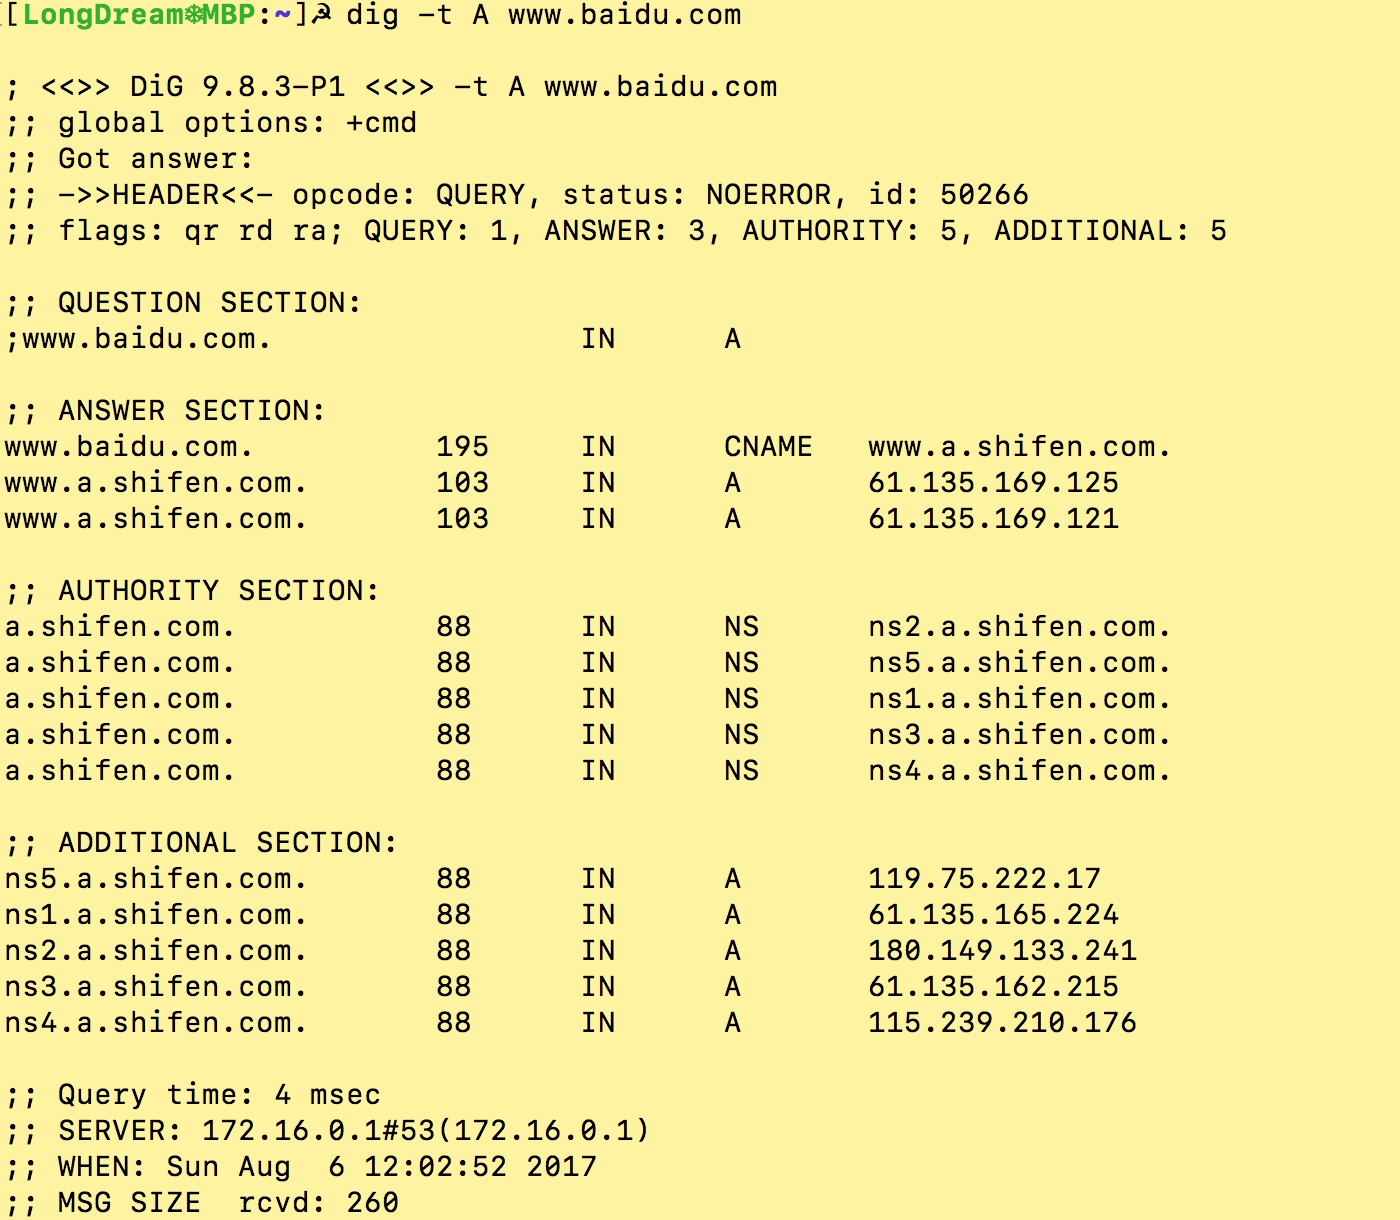 [[LongDream❄MBP:~]☭ dig -t A www.baidu.com
; <<>> DiG 9.8.3-P1 <<>> -t A www.baidu.com
;; global options: +cmd
;; Got answer:
;; ->>HEADER<<- opcode: QUERY, status: NOERROR, id: 50266
;; flags: qr rd ra; QUERY: 1, ANSWER: 3, AUTHORITY: 5, ADDITIONAL: 5
;; QUESTION SECTION:
;www.baidu.com. IN A
;; ANSWER SECTION:
www.baidu.com. 195 IN CNAME www.a.shifen.com.
www.a.shifen.com. 103 IN A 61.135.169.125
www.a.shifen.com. 103 IN A 61.135.169.121
;; AUTHORITY SECTION:
a.shifen.com. 88 IN NS ns2.a.shifen.com.
a.shifen.com. 88 IN NS ns5.a.shifen.com.
a.shifen.com. 88 IN NS ns1.a.shifen.com.
a.shifen.com. 88 IN NS ns3.a.shifen.com.
a.shifen.com. 88 IN NS ns4.a.shifen.com.
;; ADDITIONAL SECTION:
ns5.a.shifen.com. 88 IN A 119.75.222.17
ns1.a.shifen.com. 88 IN A 61.135.165.224
ns2.a.shifen.com. 88 IN A 180.149.133.241
ns3.a.shifen.com. 88 IN A 61.135.162.215
ns4.a.shifen.com. 88 IN A 115.239.210.176
;; Query time: 4 msec
;; SERVER: 172.16.0.1#53(172.16.0.1)
;; WHEN: Sun Aug  6 12:02:52 2017
;; MSG SIZE  rcvd: 260